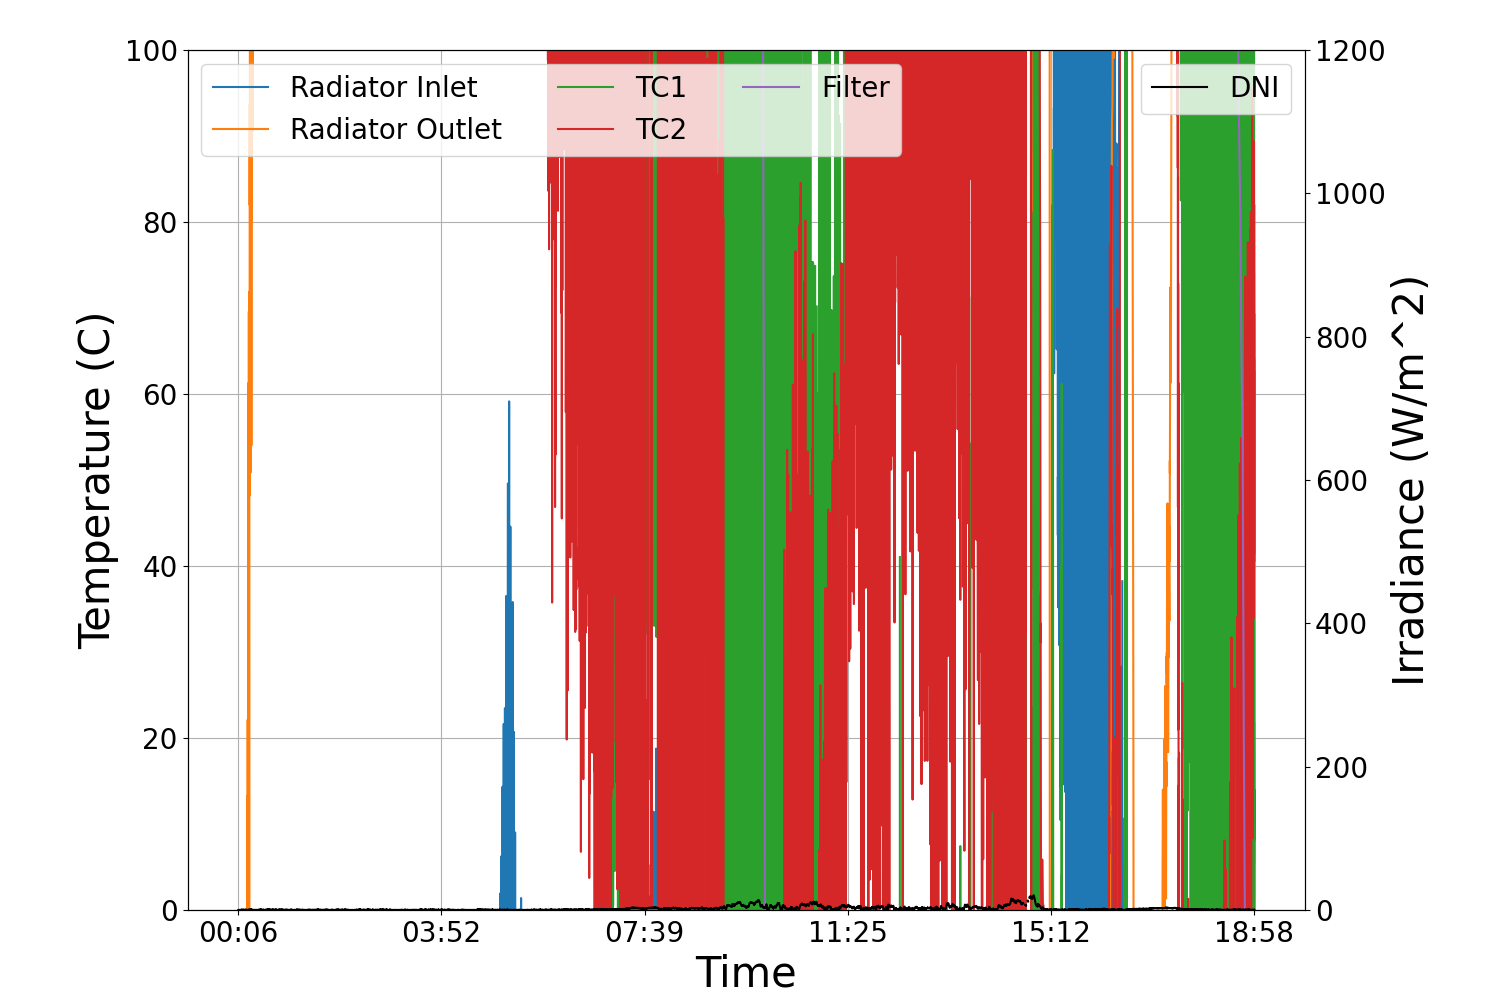 100
80
60
40
20
0
Temperature (C)
Radiator Inlet
Radiator Outlet
TC1
TC2
Filter
DNI
1200
1000
800
600
400
200
0
Irradiance (W/m^2)
00:06 03:52 07:39 11:25 15:12 18:58
Time